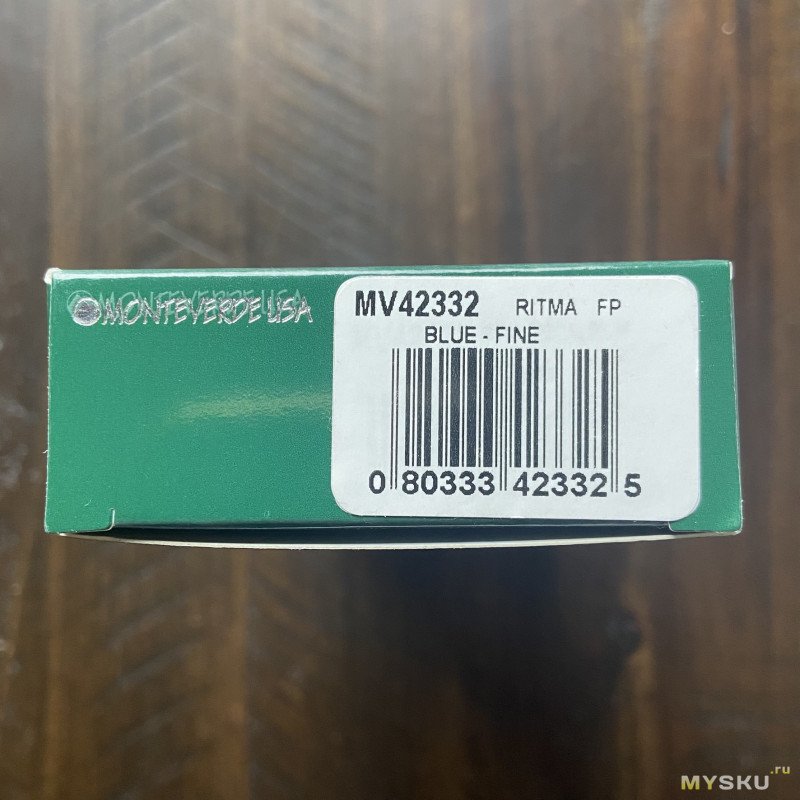 MONTEVERDE USA
MV42332 RITMA FP
BLUE - FINE
0 80333 42332 5
MYSKU.ru